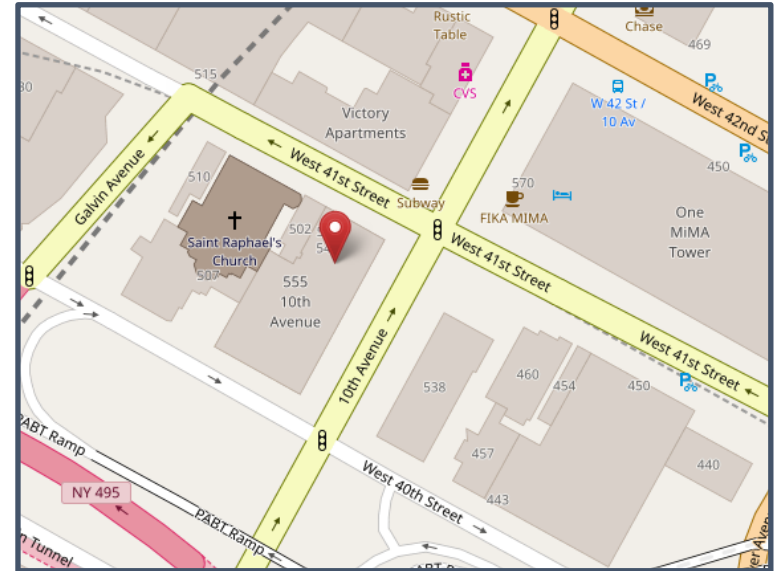 Rustic
Table
Chase
469
CVS
515
W 42 St /
10 Av
West 42nd S
Victory
Apartments
450
West 41st Street
Galvin Avenue
510
Subway
570
FIKA MIMA
One
MiMA
Tower
Saint Raphael's
Church
502
507
555
10th
Avenue
West 41st Street
10th Avenue
West 41st Street
538
460
454
450
457
440
443
PABT Ramp
NY 495
West 40th Street
PABT Ramp
n Tunnel